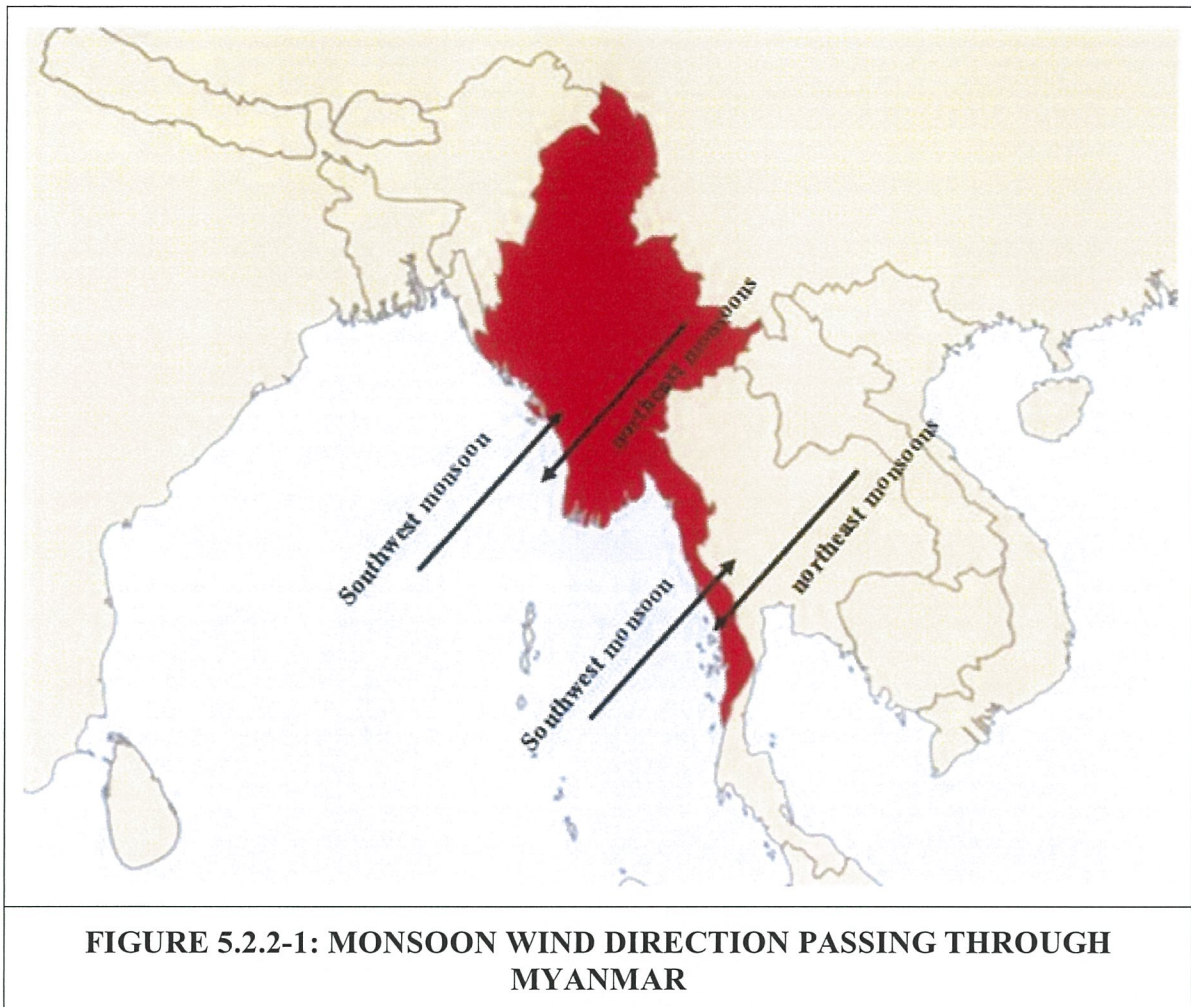 northeast monsoons
Southwest monsoon
northeast monsoons
Southwest monsoon
FIGURE 5.2.2-1: MONSOON WIND DIRECTION PASSING THROUGH
MYANMAR